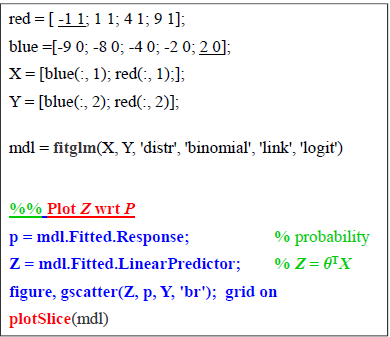 red = [ -1 1; 1 1; 4 1; 9 1];
blue =[-9 0; -8 0; -4 0; -2 0; 2 0];
X = [blue(:, 1); red(:, 1);];
Y = [blue(:, 2); red(:, 2)];
mdl = fitglm(X, Y, 'distr', 'binomial', 'link', 'logit')
%% Plot Z wrt P
p = mdl.Fitted.Response; % probability
Z = mdl.Fitted.LinearPredictor; % Z = θᵀX
figure, gscatter(Z, p, Y, 'br'); grid on
plotSlice(mdl)